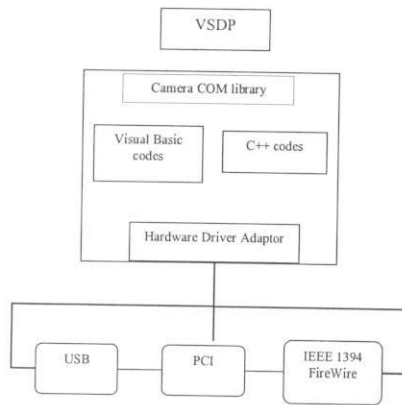 VSDP
Camera COM library
Visual Basic
codes
C++ codes
Hardware Driver Adaptor
USB
PCI
IEEE 1394
FireWire